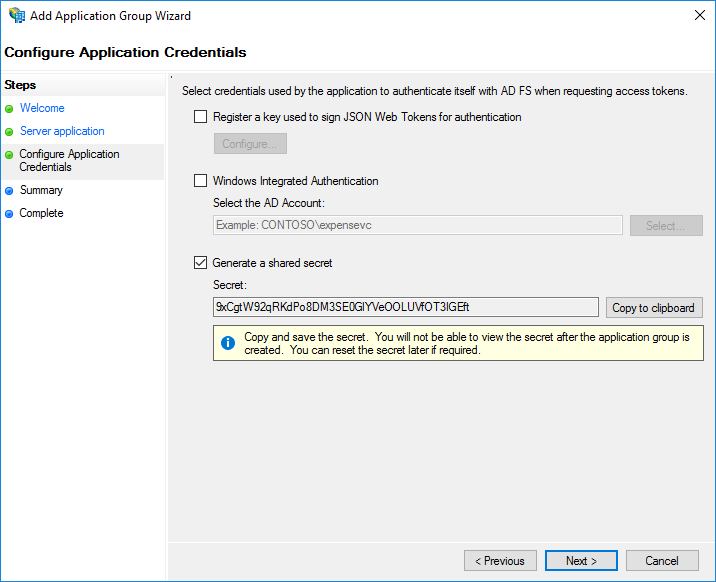 Add Application Group Wizard
Configure Application Credentials
Steps
Welcome
Server application
Configure Application
Credentials
Summary
Complete
Select credentials used by the application to authenticate itself with AD FS when requesting access tokens.
Register a key used to sign JSON Web Tokens for authentication
Configure...
Windows Integrated Authentication
Select the AD Account:
Example: CONTOSO\expensevc
Select...
Generate a shared secret
Secret:
9xCgtW92qRKdPo8DM3SE0GlYVeOOLUVfOT3lGEft
Copy to clipboard
Copy and save the secret.  You will not be able to view the secret after the application group is
created.  You can reset the secret later if required.
< Previous
Next >
Cancel